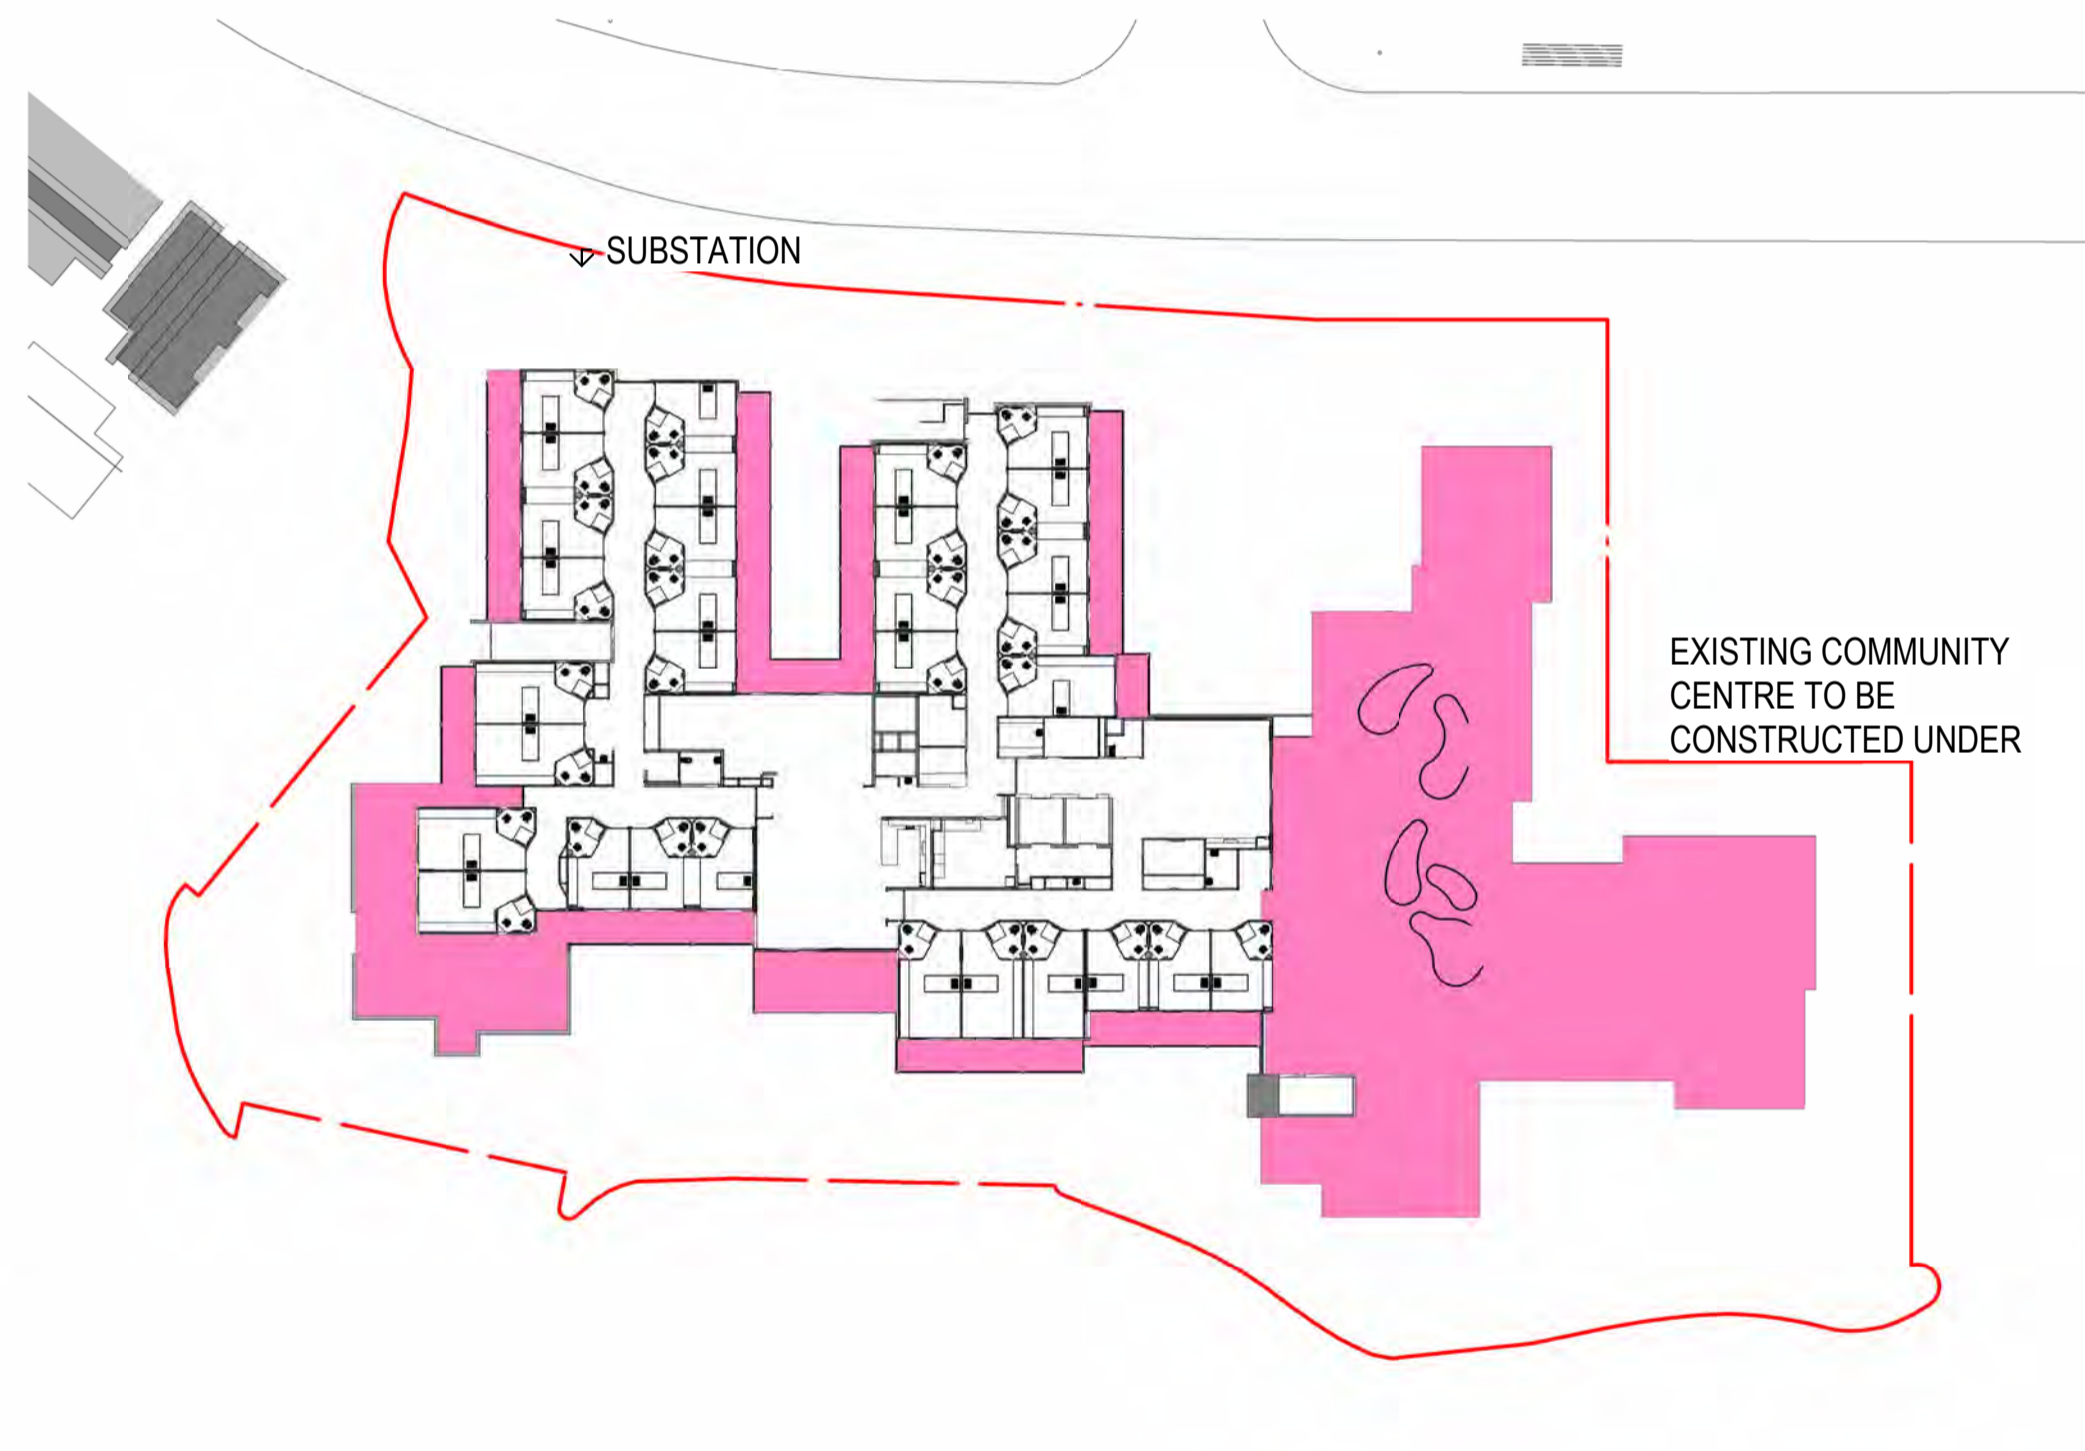 SUBSTATION
EXISTING COMMUNITY
CENTRE TO BE
CONSTRUCTED UNDER